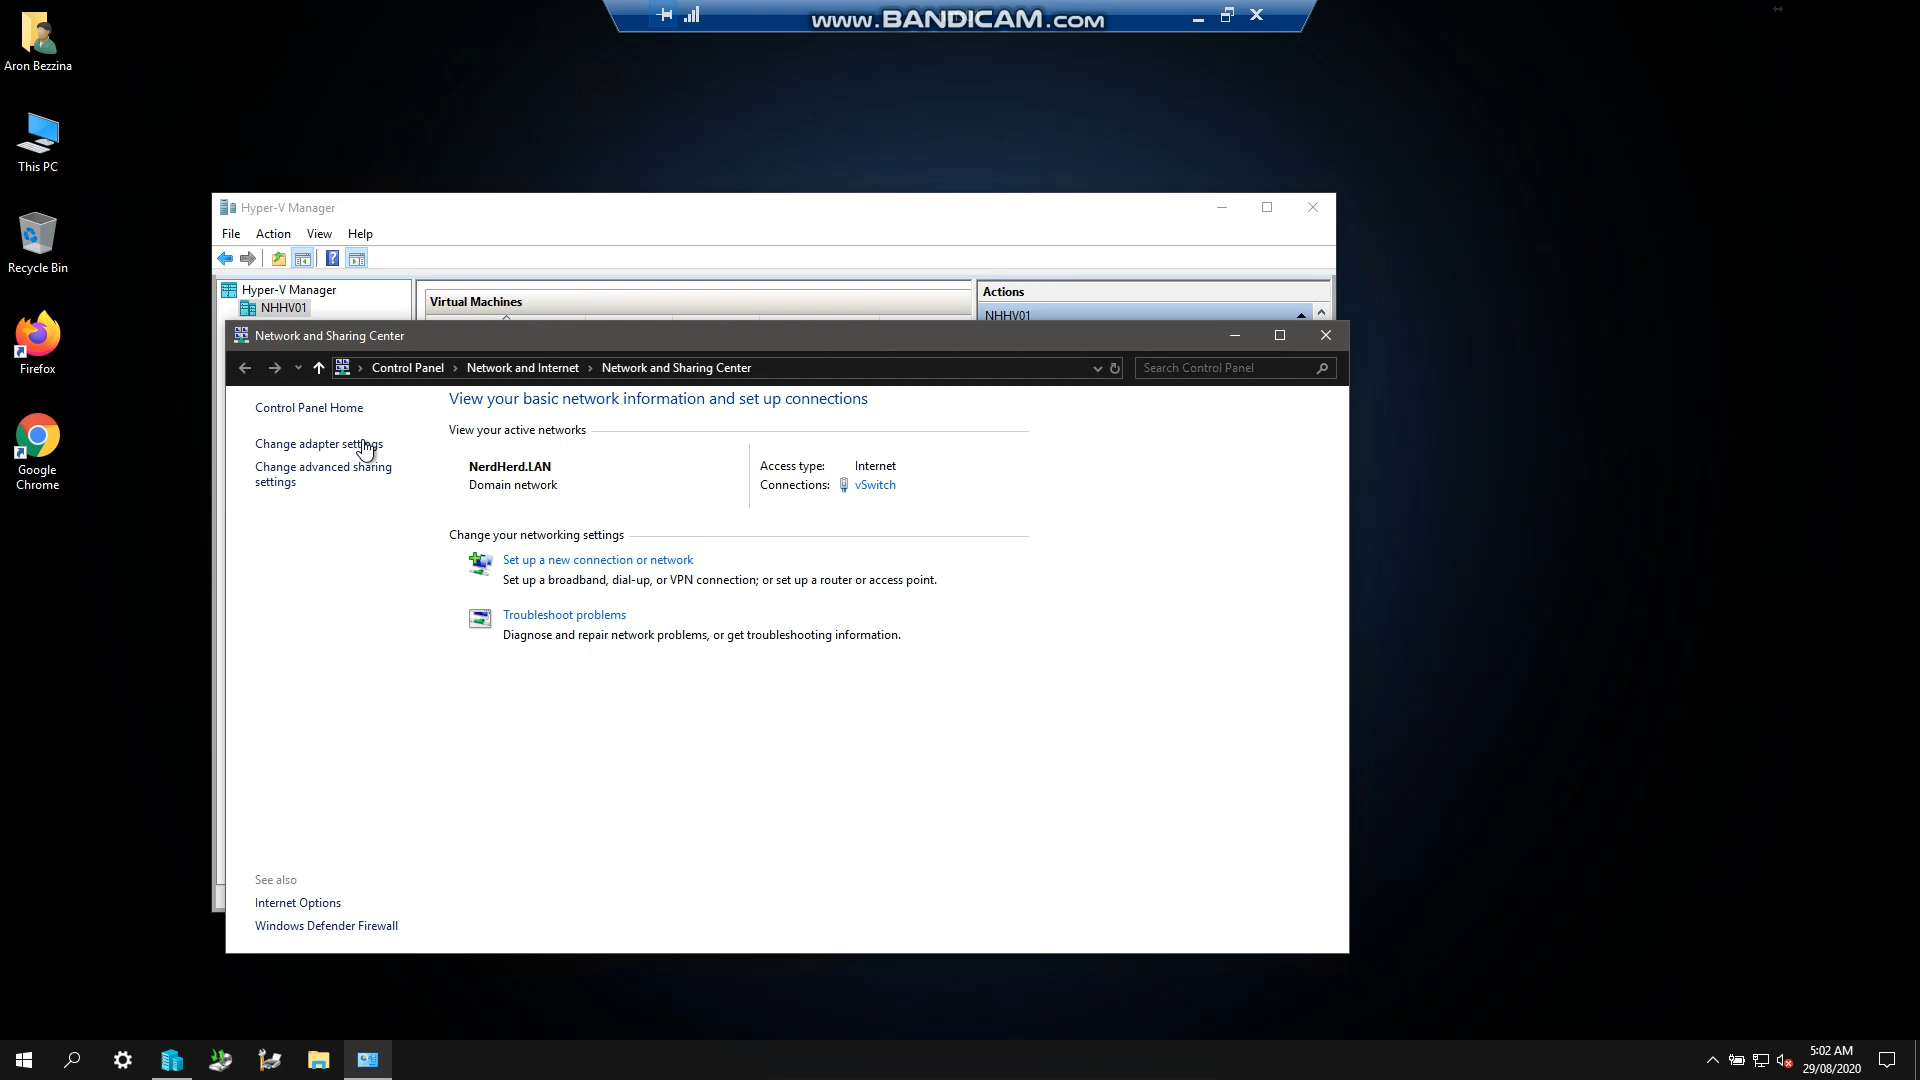 www.BANDICAM.com
Aron Bezzina
This PC
Recycle Bin
Firefox
Google
Chrome
Hyper-V Manager
File Action View Help
Hyper-V Manager
NHHV01
Virtual Machines
Actions
NHHV01
Network and Sharing Center
Control Panel Network and Internet Network and Sharing Center
Search Control Panel
Control Panel Home
Change adapter settings
Change advanced sharing
settings
View your basic network information and set up connections
View your active networks
NerdHerd.LAN
Domain network
Access type: Internet
Connections: vSwitch
Change your networking settings
Set up a new connection or network
Set up a broadband, dial-up, or VPN connection; or set up a router or access point.
Troubleshoot problems
Diagnose and repair network problems, or get troubleshooting information.
See also
Internet Options
Windows Defender Firewall
5:02 AM
29/08/2020